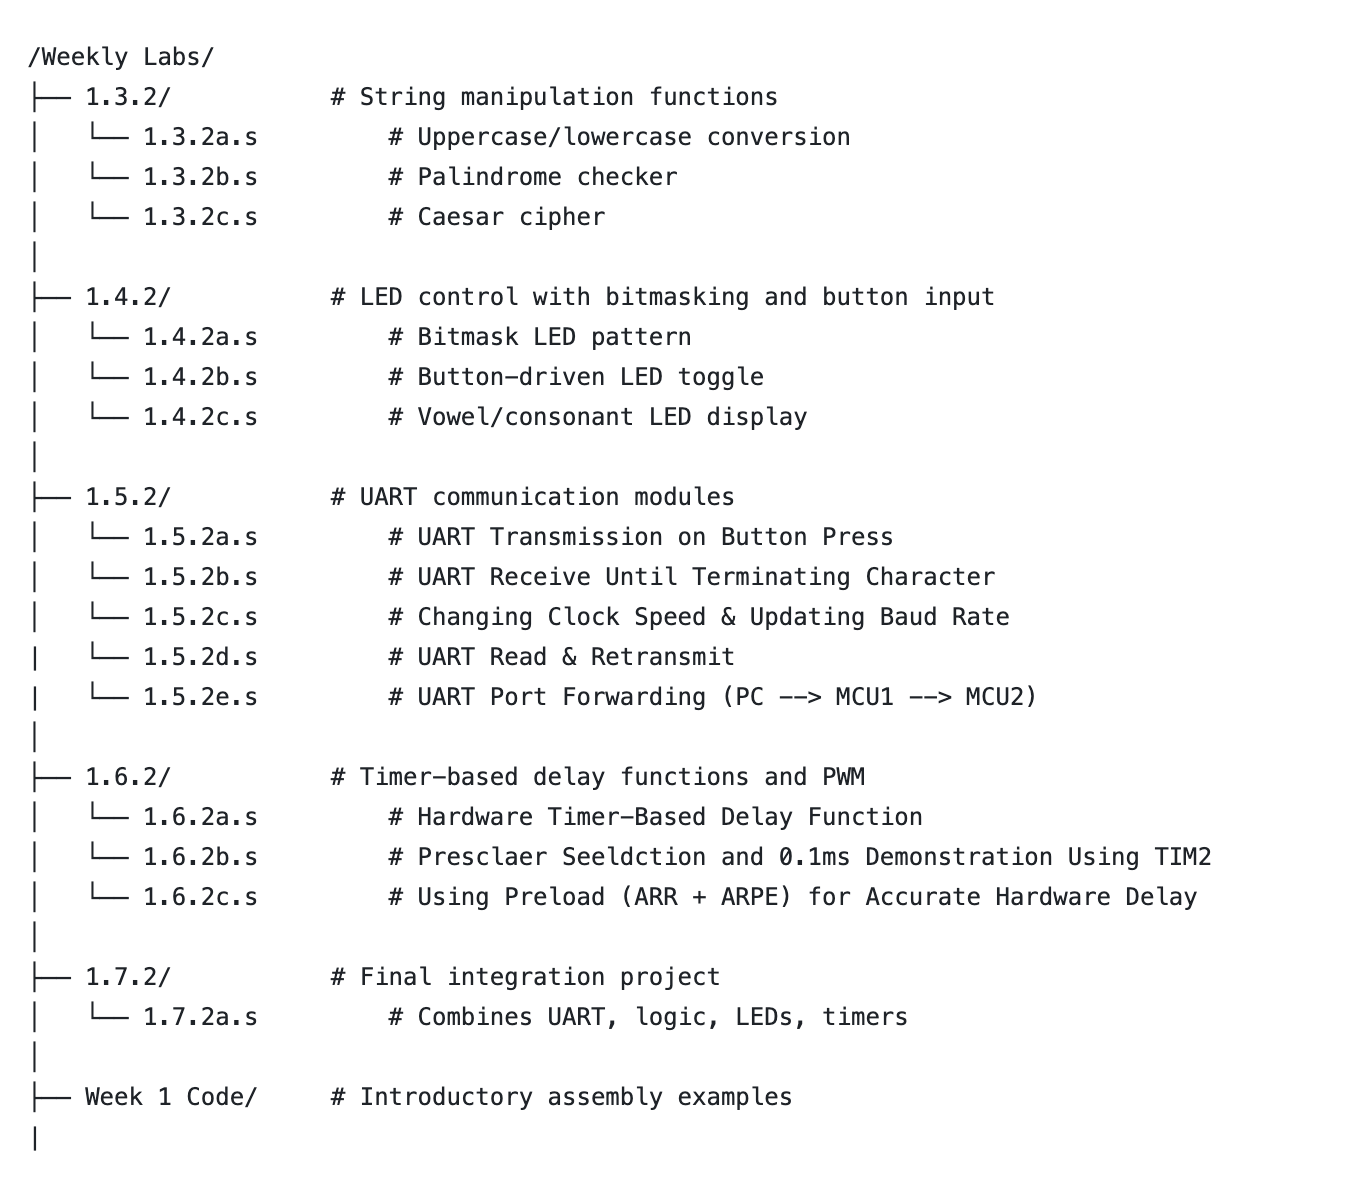 /Weekly Labs/
├── 1.3.2/           # String manipulation functions
│   └── 1.3.2a.s         # Uppercase/lowercase conversion
│   └── 1.3.2b.s         # Palindrome checker
│   └── 1.3.2c.s         # Caesar cipher
│
├── 1.4.2/           # LED control with bitmasking and button input
│   └── 1.4.2a.s         # Bitmask LED pattern
│   └── 1.4.2b.s         # Button-driven LED toggle
│   └── 1.4.2c.s         # Vowel/consonant LED display
│
├── 1.5.2/           # UART communication modules
│   └── 1.5.2a.s         # UART Transmission on Button Press
│   └── 1.5.2b.s         # UART Receive Until Terminating Character
│   └── 1.5.2c.s         # Changing Clock Speed & Updating Baud Rate
|   └── 1.5.2d.s         # UART Read & Retransmit
|   └── 1.5.2e.s         # UART Port Forwarding (PC --> MCU1 --> MCU2)
│
├── 1.6.2/           # Timer-based delay functions and PWM
│   └── 1.6.2a.s         # Hardware Timer-Based Delay Function
│   └── 1.6.2b.s         # Presclaer Seeldction and 0.1ms Demonstration Using TIM2
│   └── 1.6.2c.s         # Using Preload (ARR + ARPE) for Accurate Hardware Delay
│
├── 1.7.2/           # Final integration project
│   └── 1.7.2a.s         # Combines UART, logic, LEDs, timers
│
├── Week 1 Code/     # Introductory assembly examples
|